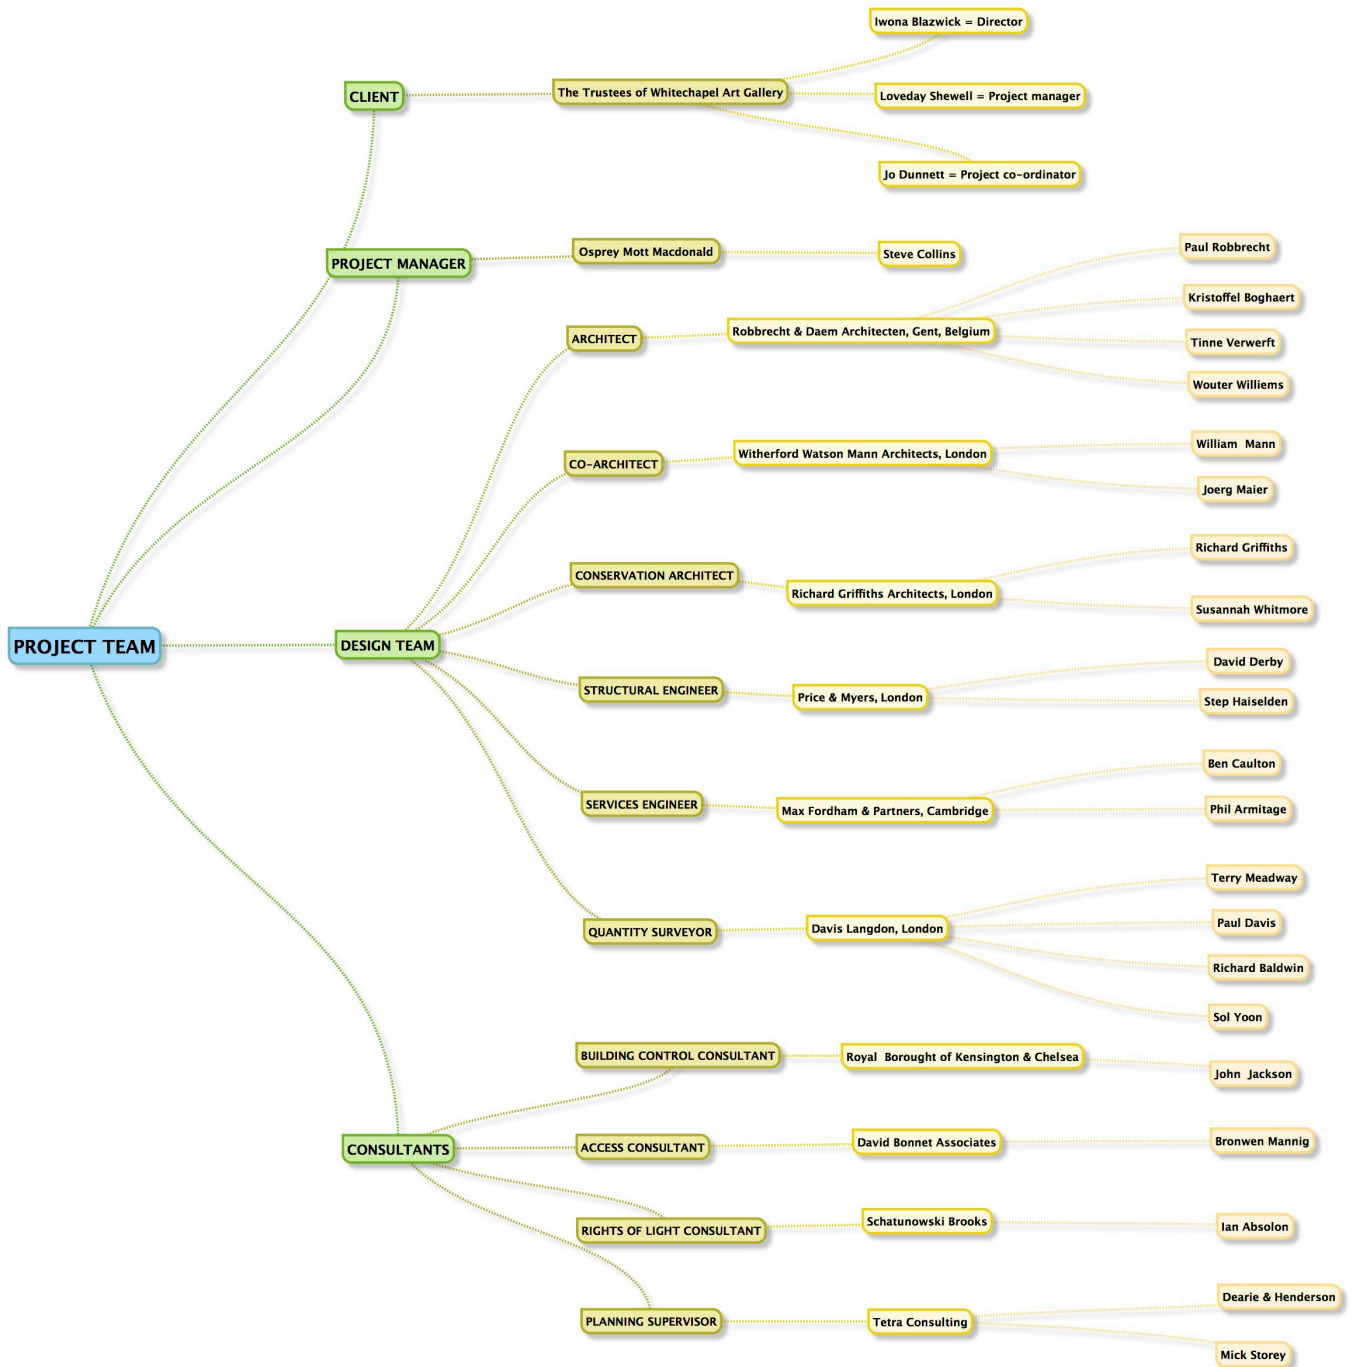 PROJECT TEAM
CLIENT
The Trustees of Whitechapel Art Gallery
Iwona Blazwick = Director
Loveday Shewell = Project manager
Jo Dunnett = Project co-ordinator
PROJECT MANAGER
Osprey Mott Macdonald
Steve Collins
DESIGN TEAM
ARCHITECT
Robbrecht & Daem Architecten, Gent, Belgium
Paul Robbrecht
Kristoffel Boghaert
Tinne Verwerft
Wouter Williems
CO-ARCHITECT
Witherford Watson Mann Architects, London
William  Mann
Joerg Maier
CONSERVATION ARCHITECT
Richard Griffiths Architects, London
Richard Griffiths
Susannah Whitmore
STRUCTURAL ENGINEER
Price & Myers, London
David Derby
Step Haiselden
SERVICES ENGINEER
Max Fordham & Partners, Cambridge
Ben Caulton
Phil Armitage
QUANTITY SURVEYOR
Davis Langdon, London
Terry Meadway
Paul Davis
Richard Baldwin
Sol Yoon
CONSULTANTS
BUILDING CONTROL CONSULTANT
Royal  Borought of Kensington & Chelsea
John  Jackson
ACCESS CONSULTANT
David Bonnet Associates
Bronwen Mannig
RIGHTS OF LIGHT CONSULTANT
Schatunowski Brooks
Ian Absolon
PLANNING SUPERVISOR
Tetra Consulting
Dearie & Henderson
Mick Storey